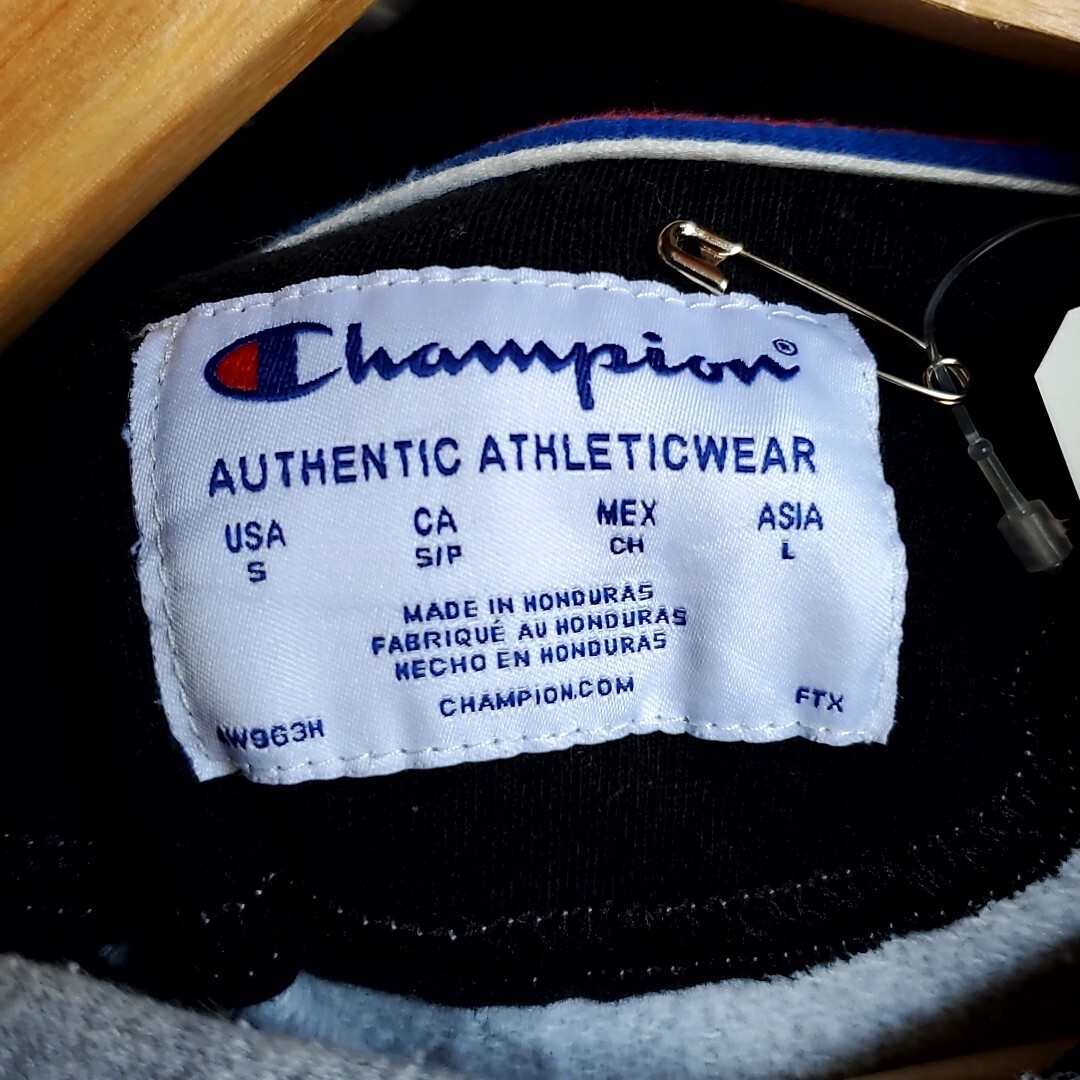 Champion®
AUTHENTIC ATHLETICWEAR
USA CA MEX ASIA
S S/P CH L
MADE IN HONDURAS
FABRIQUÉ AU HONDURAS
HECHO EN HONDURAS
CHAMPION.COM
FTX